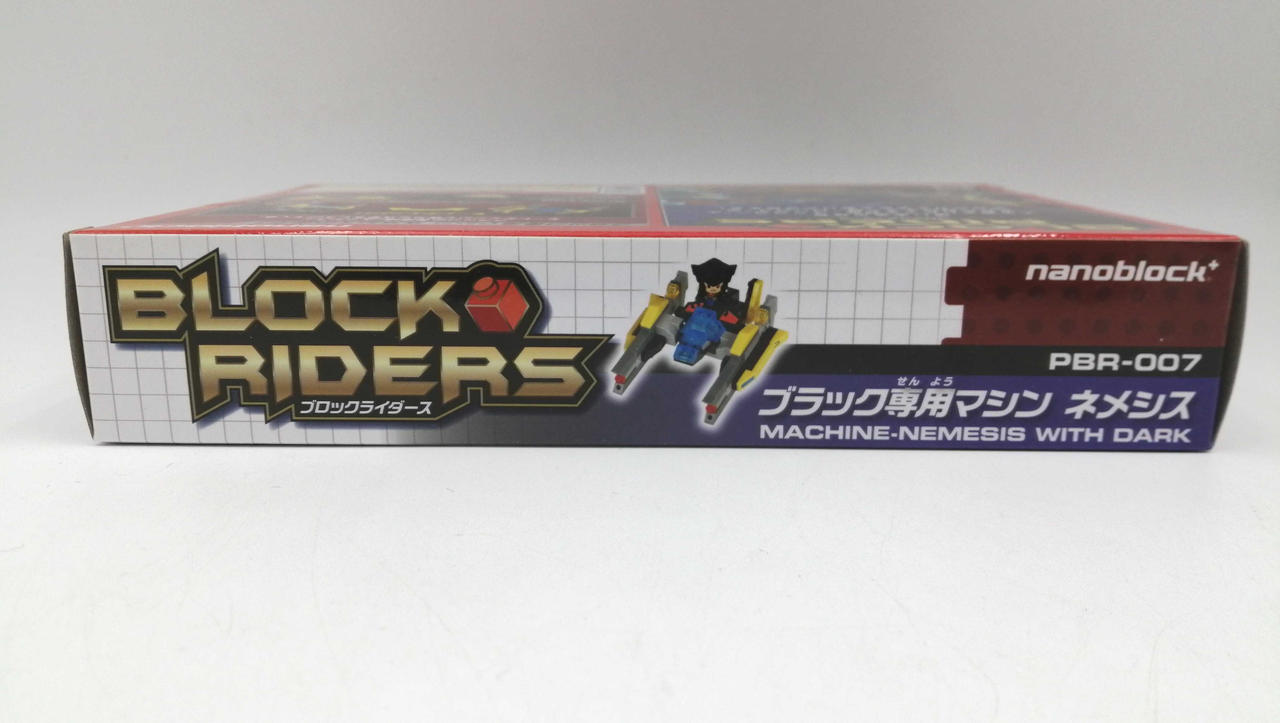 BLOCK
RIDERS
ブロックライダース
nanoblock+
PBR-007
せん よう
ブラック専用マシン ネメシス
MACHINE-NEMESIS WITH DARK